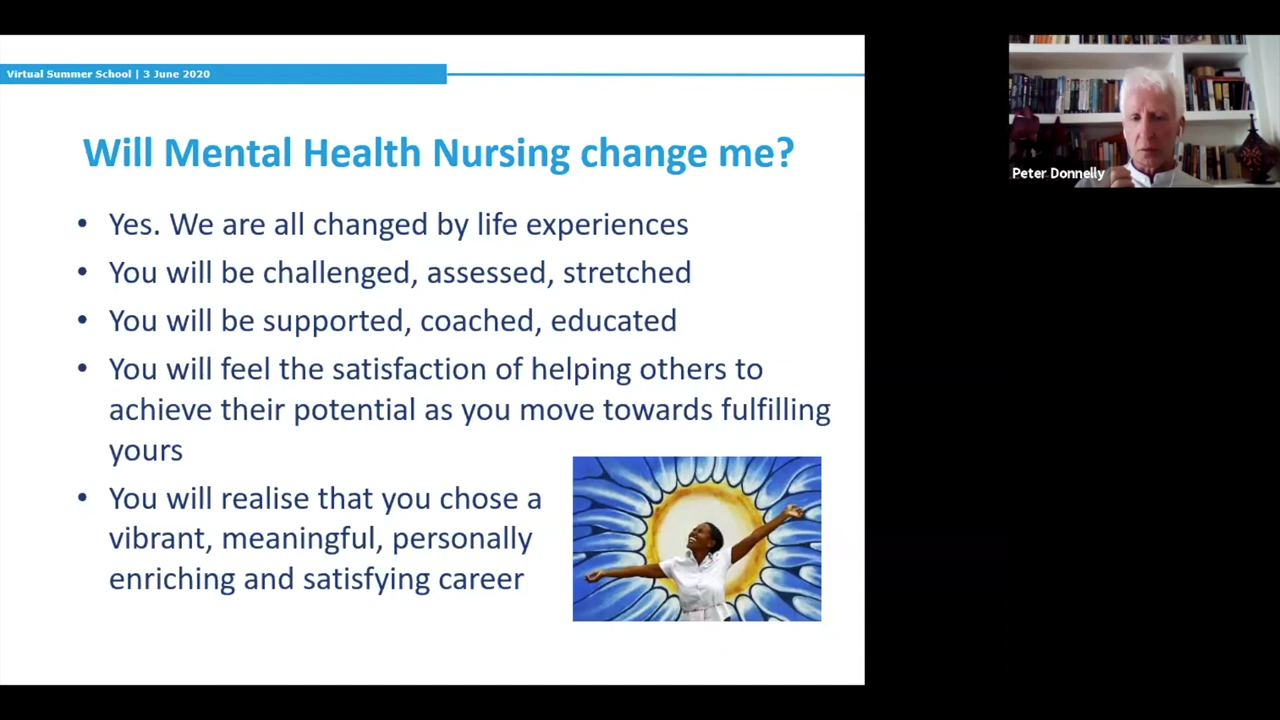 Virtual Summer School | 3 June 2020
Will Mental Health Nursing change me?
• Yes. We are all changed by life experiences
• You will be challenged, assessed, stretched
• You will be supported, coached, educated
• You will feel the satisfaction of helping others to
achieve their potential as you move towards fulfilling
yours
• You will realise that you chose a
vibrant, meaningful, personally
enriching and satisfying career
Peter Donnelly